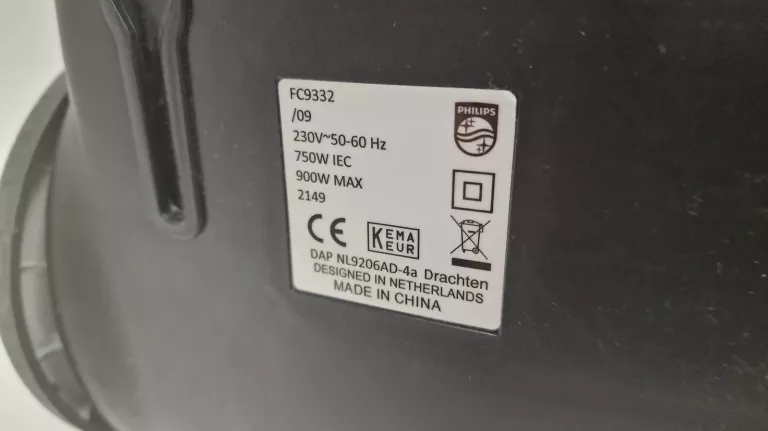 FC9332
/09
230V~50-60 Hz
750W IEC
900W MAX
2149
PHILIPS
CE
KEMA
EUR
DAP NL9206AD-4a Drachten
DESIGNED IN NETHERLANDS
MADE IN CHINA